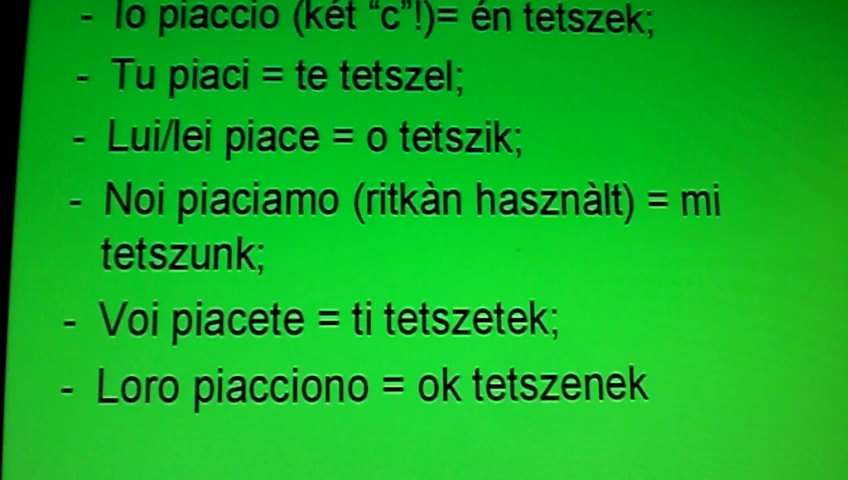 - Io piaccio (két “c”!)= én tetszek;
- Tu piaci = te tetszel;
- Lui/lei piace = o tetszik;
- Noi piaciamo (ritkàn hasznàlt) = mi
tetszunk;
- Voi piacete = ti tetszetek;
- Loro piacciono = ok tetszenek